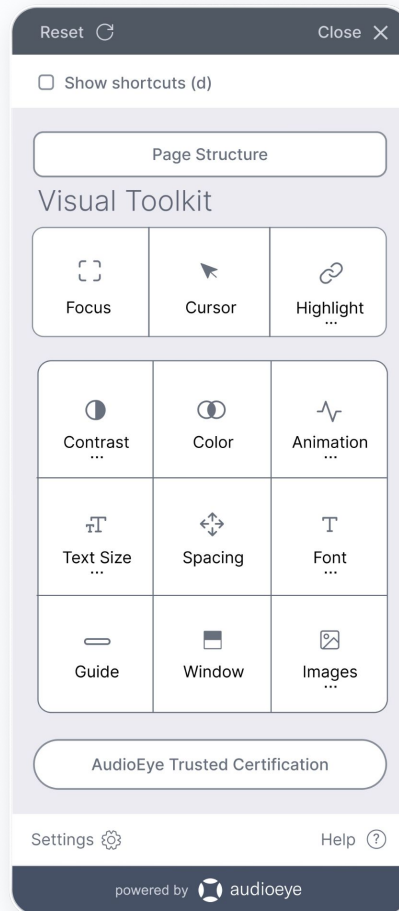 Reset Close
Show shortcuts (d)
Page Structure
Visual Toolkit
Focus Cursor Highlight
...
Contrast Color Animation
... ...
Text Size Spacing Font
... ...
Guide Window Images
...
AudioEye Trusted Certification
Settings Help ?
powered by audioeye